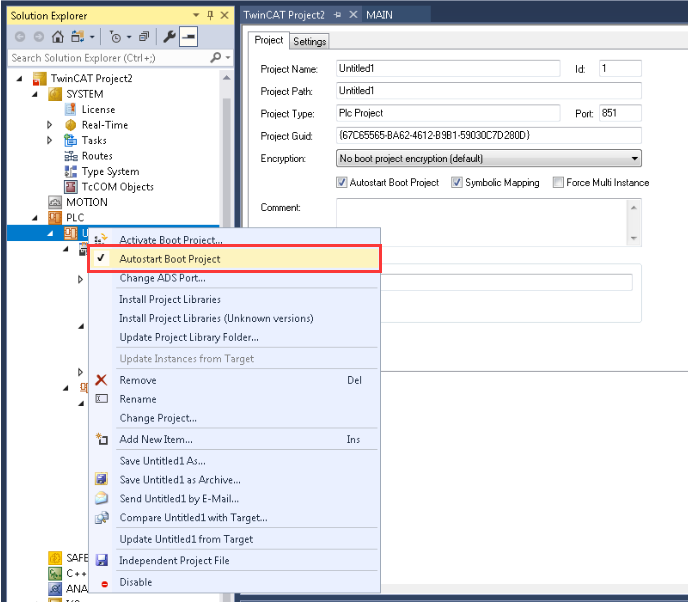 Solution Explorer
Search Solution Explorer (Ctrl+;)
TwinCAT Project2
SYSTEM
License
Real-Time
Tasks
Routes
Type System
TcCOM Objects
MOTION
PLC
Activate Boot Project...
Autostart Boot Project
Change ADS Port...
Install Project Libraries
Install Project Libraries (Unknown versions)
Update Project Library Folder...
Update Instances from Target
Remove Del
Rename
Change Project...
Add New Item... Ins
Save Untitled1 As...
Save Untitled1 as Archive...
Send Untitled1 by E-Mail...
Compare Untitled1 with Target...
Update Untitled1 from Target
Independent Project File
Disable
SAFE
C++
ANA
TwinCAT Project2 MAIN
Project Settings
Project Name: Untitled1 Id: 1
Project Path: Untitled1
Project Type: Plc Project Port: 851
Project Guid: {67C65565-BA62-4612-B9B1-59030C7D280D}
Encryption: No boot project encryption (default)
Autostart Boot Project Symbolic Mapping Force Multi Instance
Comment: